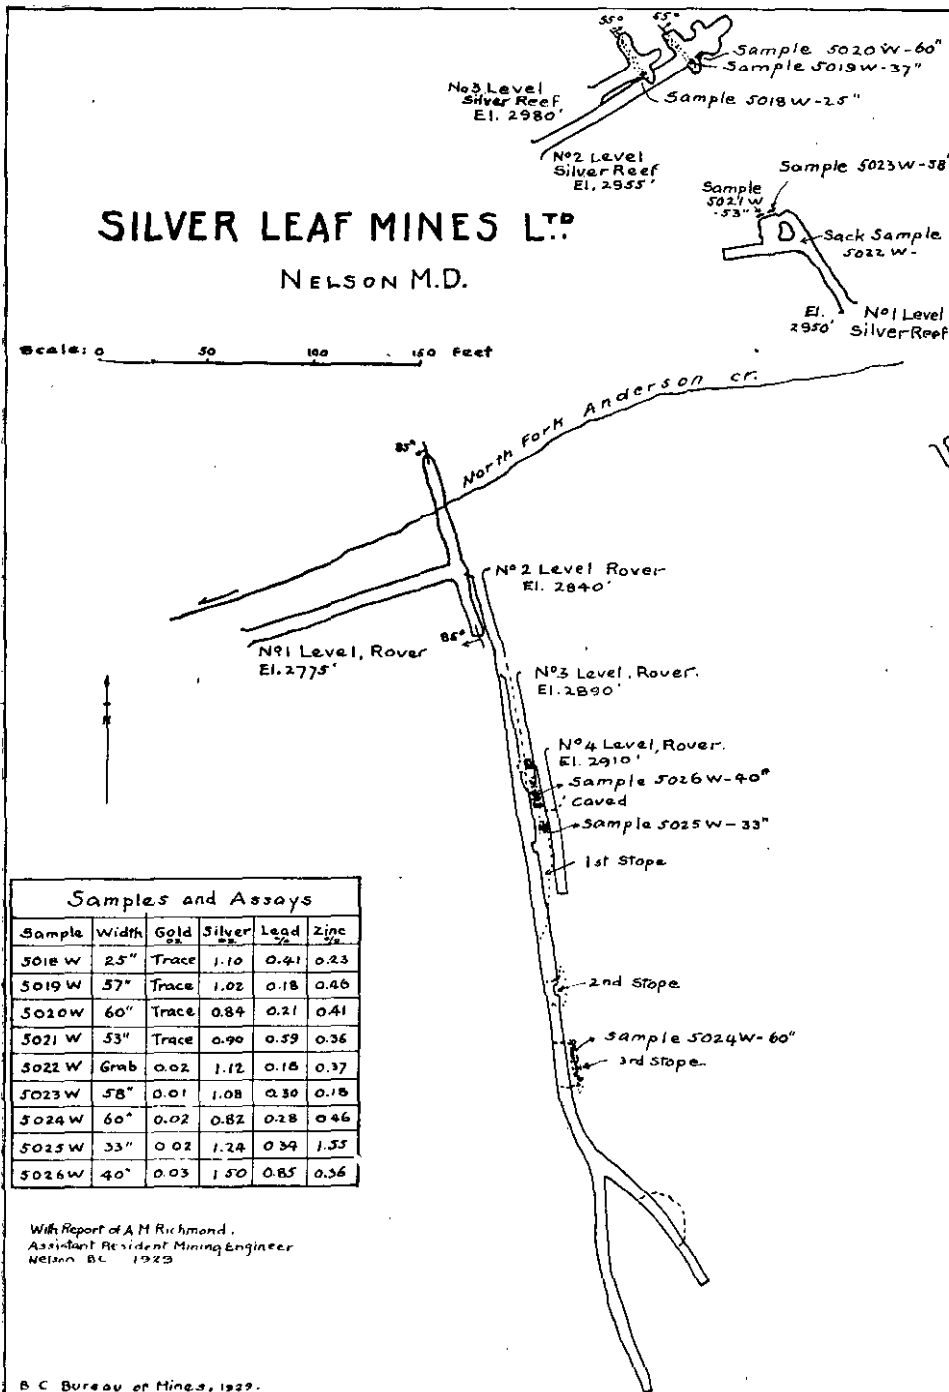 55° 55°
Sample 5020W-60"
Sample 5019W-37"
Sample 5018W-25"
No3 Level
Silver Reef
El. 2980'
No2 Level
Silver Reef
El. 2955'
Sample 5023W-58'
Sample
5021W
-53"
Sack Sample
5022 W-
El.
2950'
No1 Level
Silver Reef
SILVER LEAF MINES LTD
NELSON M.D.
Scale: 0 50 100 150 Feet
North Fork Anderson cr.
85°
No2 Level Rover
El. 2840'
86°
No1 Level, Rover
El. 2775'
No3 Level, Rover.
El. 2890'
No4 Level, Rover.
El. 2910'
Sample 5026W-40"
Caved
Sample 5025W-33"
1st Stope
2nd Stope
Sample 5024W-60"
3rd Stope
Samples and Assays
Sample Width Gold oz. Silver oz. Lead % Zinc %
5018 W 25" Trace 1.10 0.41 0.23
5019 W 57" Trace 1.02 0.18 0.46
5020W 60" Trace 0.84 0.21 0.41
5021 W 53" Trace 0.90 0.59 0.36
5022 W Grab 0.02 1.12 0.18 0.37
5023 W 58" 0.01 1.08 0.30 0.18
5024 W 60" 0.02 0.82 0.28 0.46
5025 W 33" 0.02 1.24 0.34 1.55
5026W 40" 0.03 1.50 0.85 0.36
With Report of A M Richmond.
Assistant Resident Mining Engineer
Nelson BC 1929
B C Bureau of Mines, 1929.